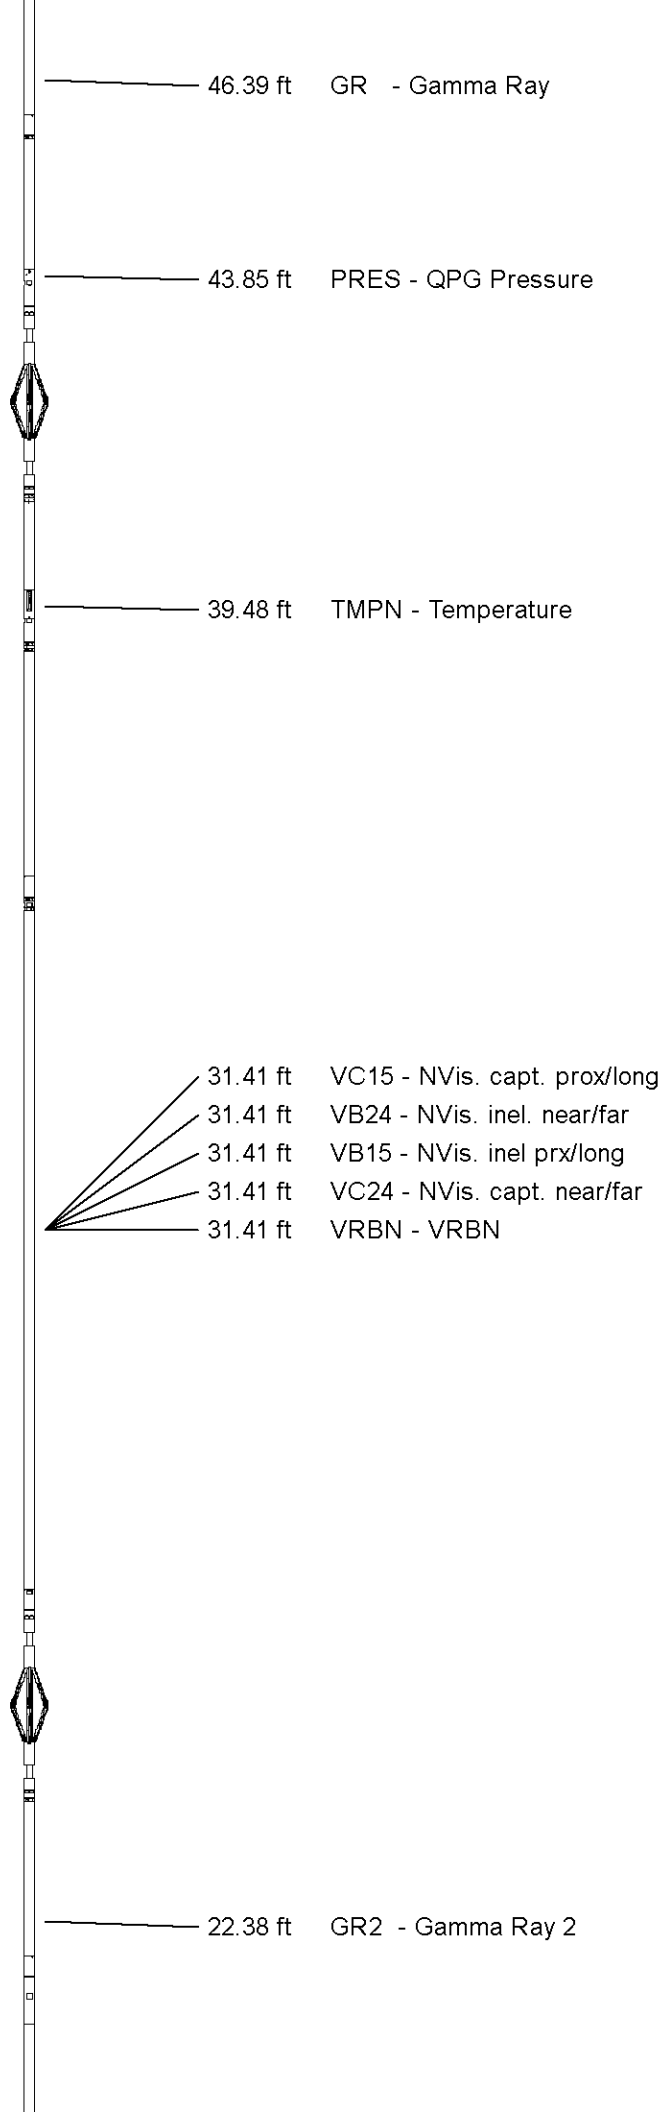 46.39 ft GR - Gamma Ray
43.85 ft PRES - QPG Pressure
39.48 ft TMPN - Temperature
31.41 ft VC15 - NVis. capt. prox/long
31.41 ft VB24 - NVis. inel. near/far
31.41 ft VB15 - NVis. inel prx/long
31.41 ft VC24 - NVis. capt. near/far
31.41 ft VRBN - VRBN
22.38 ft GR2 - Gamma Ray 2